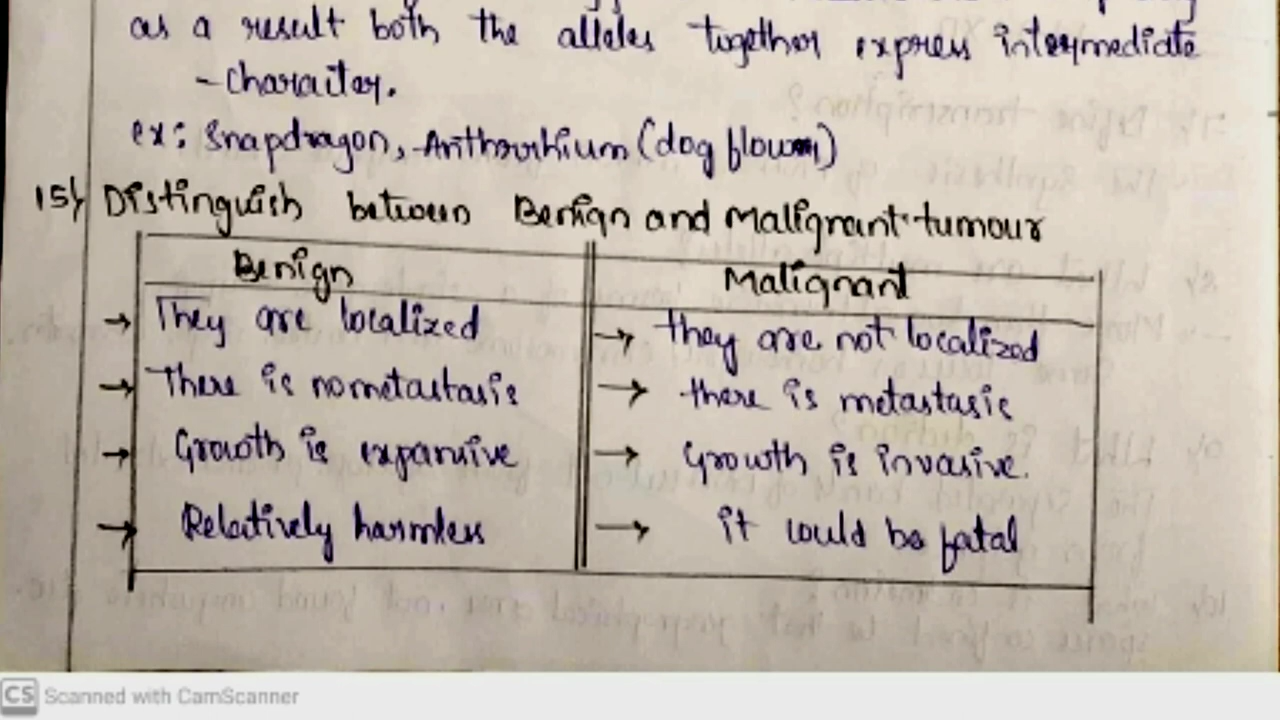 as a result both the alleles together express intermediate
- Character.
ex: Snapdragon, Anthorrhium (dog flower)
15) Distinguish between Benign and Malignant tumour
Benign
Malignant
→ They are localized
→ they are not localized
→ There is no metastasis
→ there is metastasis
→ Growth is expansive
→ Growth is invasive.
→ Relatively harmless
→ it could be fatal
CS Scanned with CamScanner